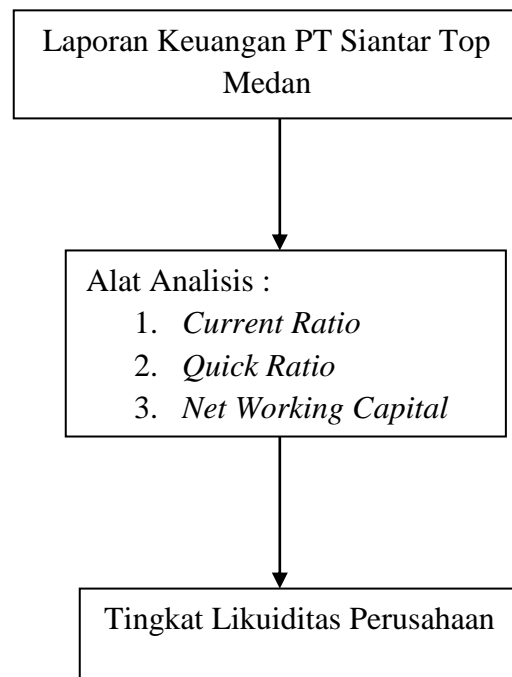 Laporan Keuangan PT Siantar Top
Medan
Alat Analisis :
1. Current Ratio
2. Quick Ratio
3. Net Working Capital
Tingkat Likuiditas Perusahaan